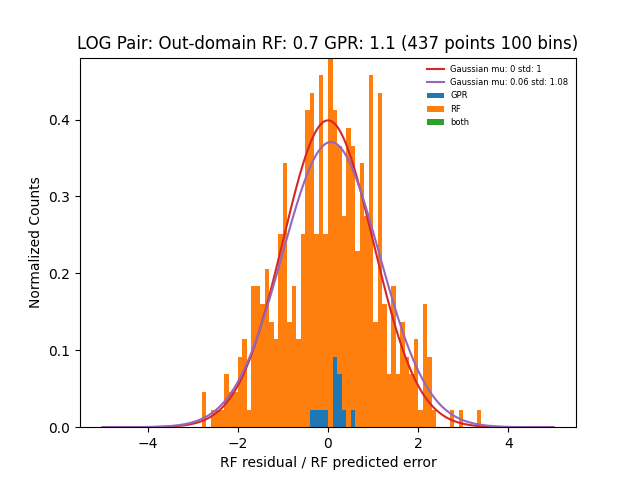 LOG Pair: Out-domain RF: 0.7 GPR: 1.1 (437 points 100 bins)
Gaussian mu: 0 std: 1
Gaussian mu: 0.06 std: 1.08
GPR
RF
both
Normalized Counts
0.4
0.3
0.2
0.1
0.0
−4 −2 0 2 4
RF residual / RF predicted error